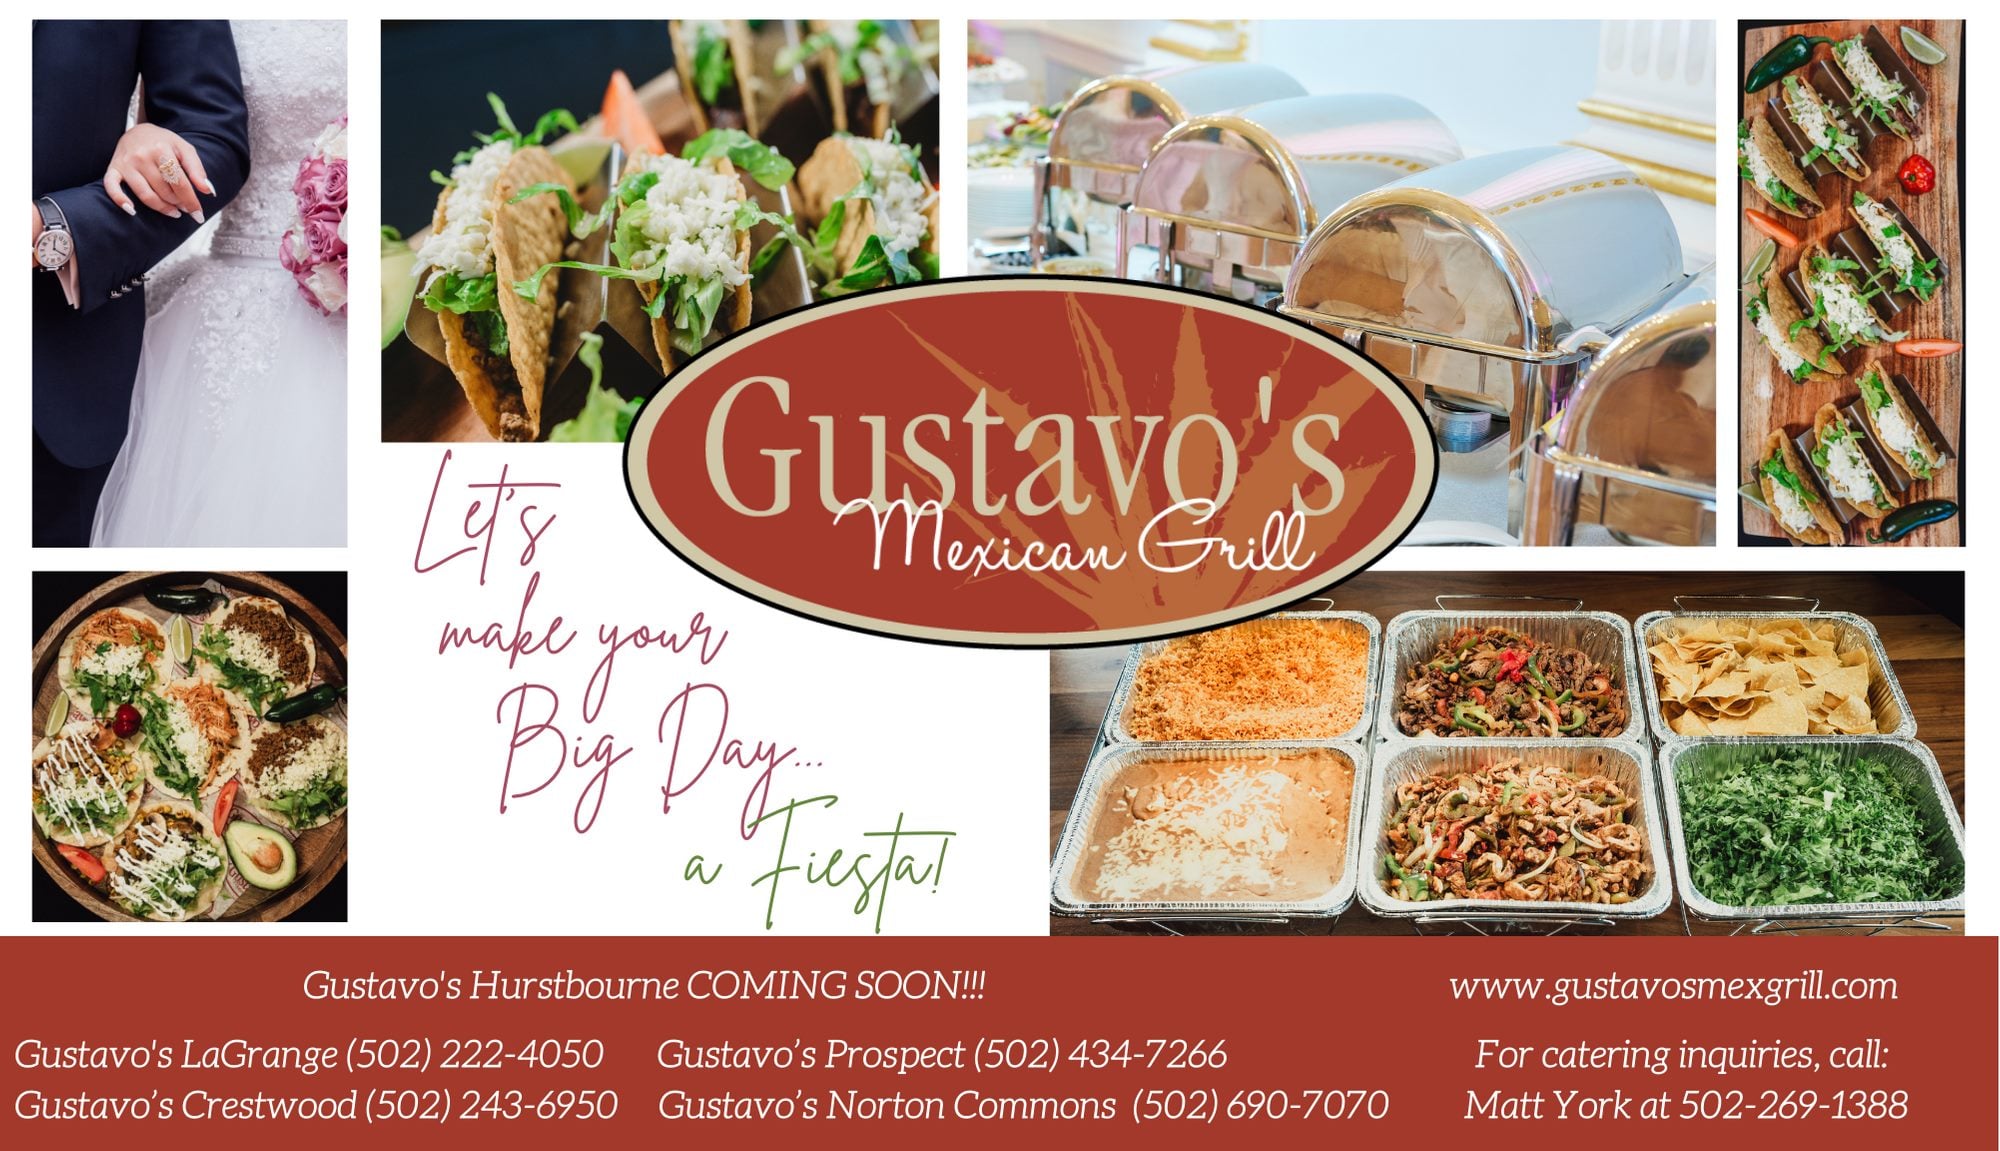 Gustavo's
Mexican Grill
Let's
make your
Big Day...
a Fiesta!
Gustavo's Hurstbourne COMING SOON!!!
www.gustavosmexgrill.com
Gustavo's LaGrange (502) 222-4050
Gustavo’s Prospect (502) 434-7266
For catering inquiries, call:
Gustavo’s Crestwood (502) 243-6950
Gustavo’s Norton Commons (502) 690-7070
Matt York at 502-269-1388